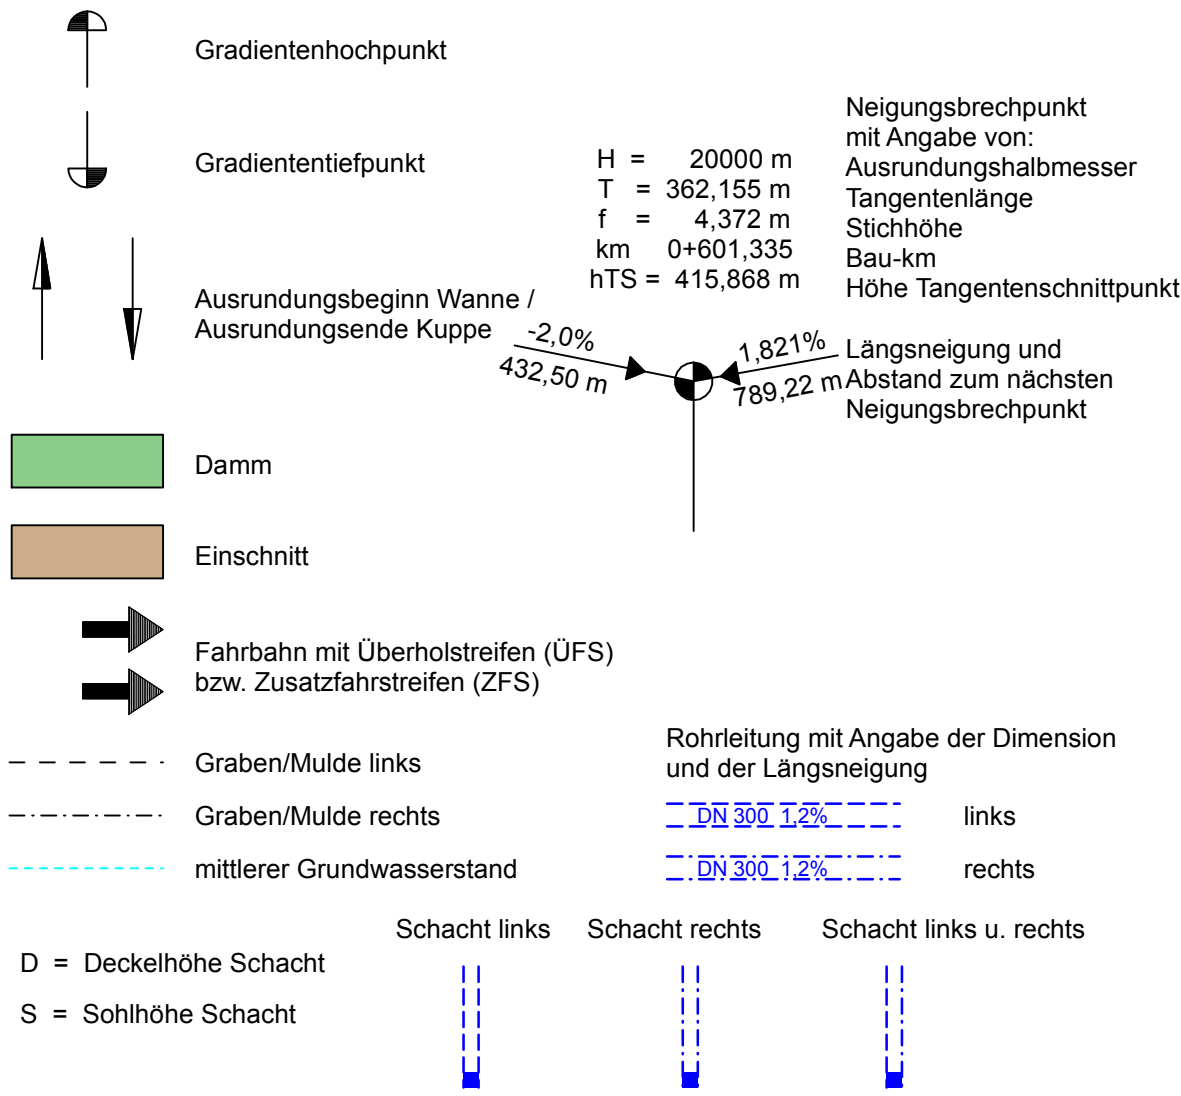 Gradientenhochpunkt
Gradiententiefpunkt
H = 20000 m
T = 362,155 m
f = 4,372 m
km 0+601,335
hTS = 415,868 m
Neigungsbrechpunkt
mit Angabe von:
Ausrundungshalbmesser
Tangentenlänge
Stichhöhe
Bau-km
Höhe Tangentenschnittpunkt
Ausrundungsbeginn Wanne /
Ausrundungsende Kuppe
-2,0%
432,50 m
1,821%
789,22 m
Längsneigung und
Abstand zum nächsten
Neigungsbrechpunkt
Damm
Einschnitt
Fahrbahn mit Überholstreifen (ÜFS)
bzw. Zusatzfahrstreifen (ZFS)
Graben/Mulde links
Graben/Mulde rechts
mittlerer Grundwasserstand
Rohrleitung mit Angabe der Dimension
und der Längsneigung
DN 300 1,2%
links
DN 300 1,2%
rechts
Schacht links
Schacht rechts
Schacht links u. rechts
D = Deckelhöhe Schacht
S = Sohlhöhe Schacht